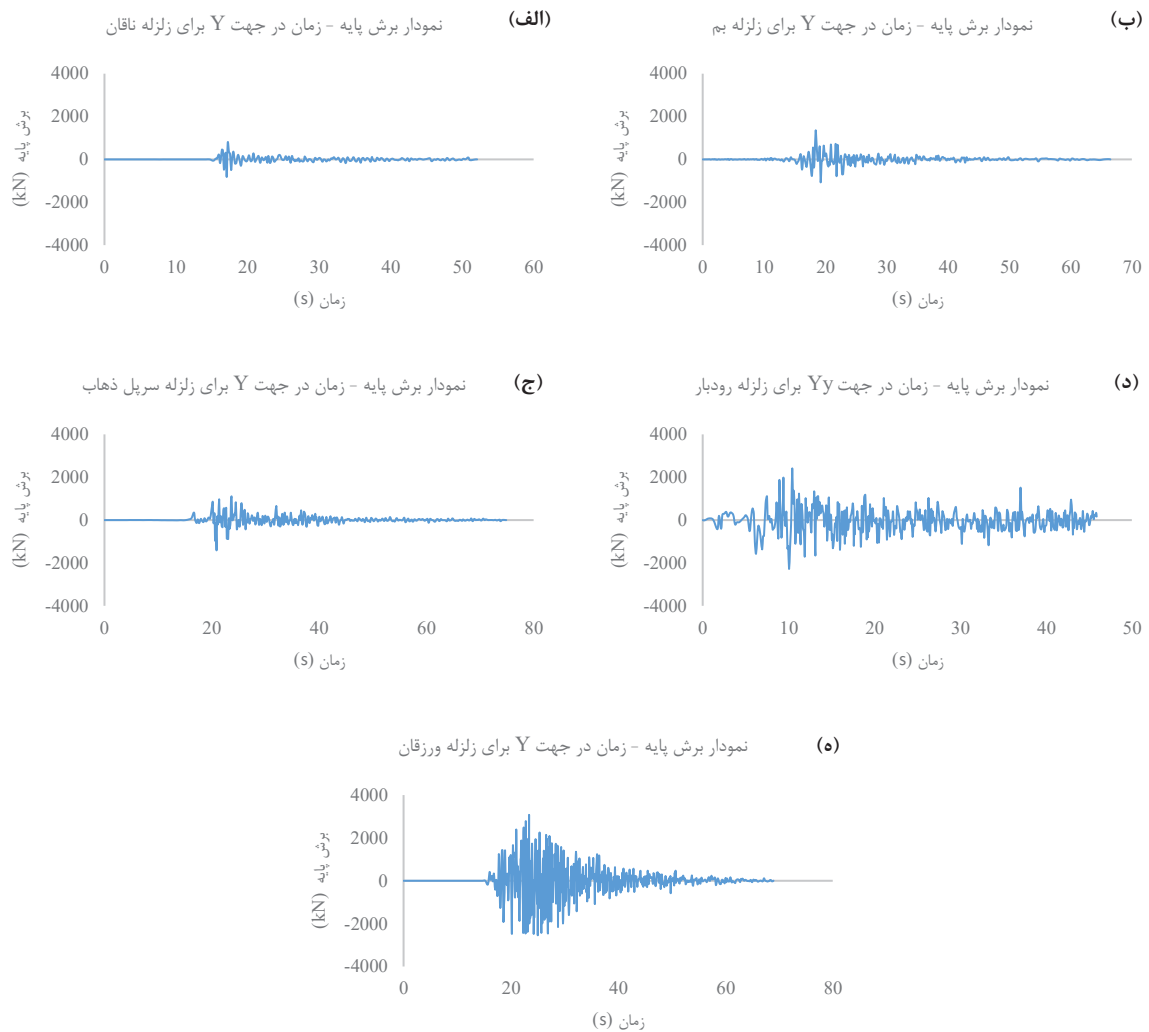 (الف)
نمودار برش پایه - زمان در جهت Y برای زلزله ناقان
4000
2000
0
-2000
-4000
برش پایه (kN)
0 10 20 30 40 50 60
زمان (s)
(ب)
نمودار برش پایه - زمان در جهت Y برای زلزله بم
4000
2000
0
-2000
-4000
برش پایه (kN)
0 10 20 30 40 50 60 70
زمان (s)
(ج)
نمودار برش پایه - زمان در جهت Y برای زلزله سرپل ذهاب
4000
2000
0
-2000
-4000
برش پایه (kN)
0 20 40 60 80
زمان (s)
(د)
نمودار برش پایه - زمان در جهت Yy برای زلزله رودبار
4000
2000
0
-2000
-4000
برش پایه (kN)
0 10 20 30 40 50
زمان (s)
(ه)
نمودار برش پایه - زمان در جهت Y برای زلزله ورزقان
4000
2000
0
-2000
-4000
برش پایه (kN)
0 20 40 60 80
زمان (s)